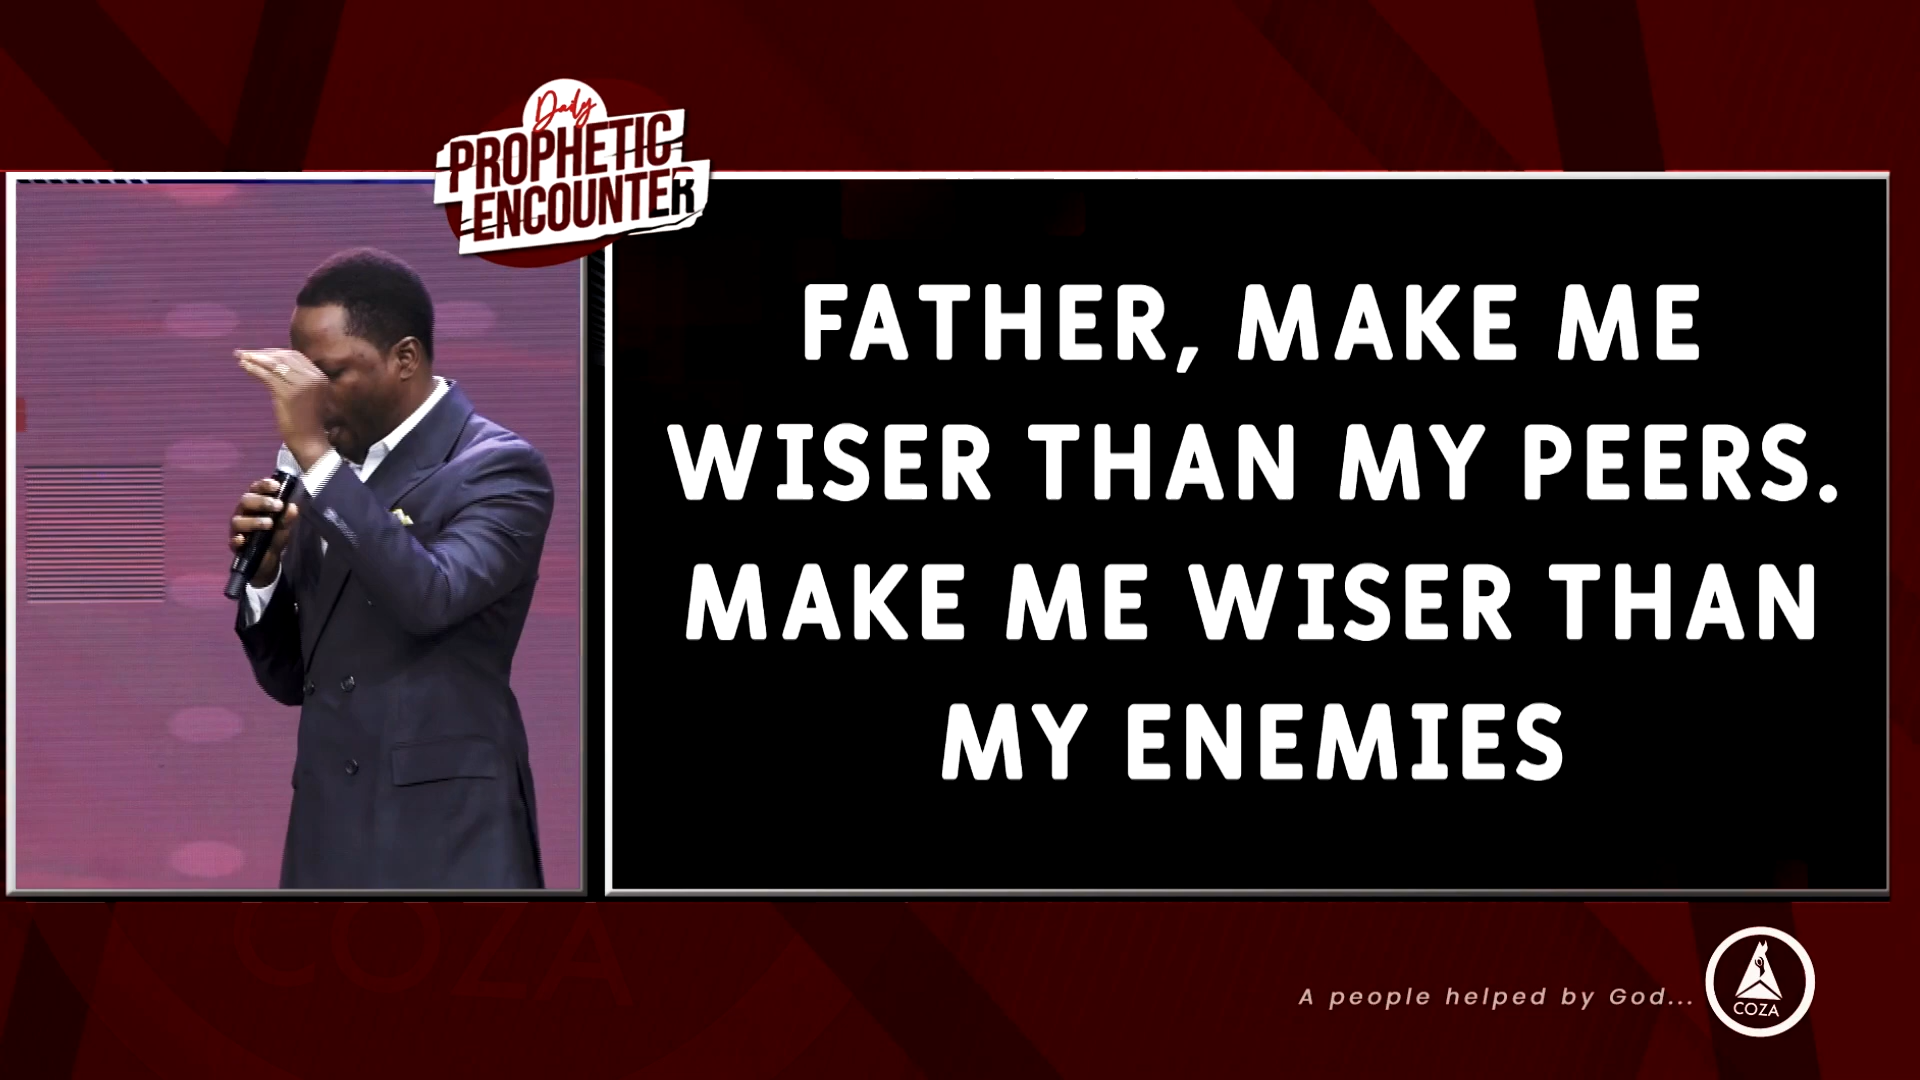 Daily
PROPHETIC
ENCOUNTER
FATHER, MAKE ME
WISER THAN MY PEERS.
MAKE ME WISER THAN
MY ENEMIES
COZA
A people helped by God...
COZA